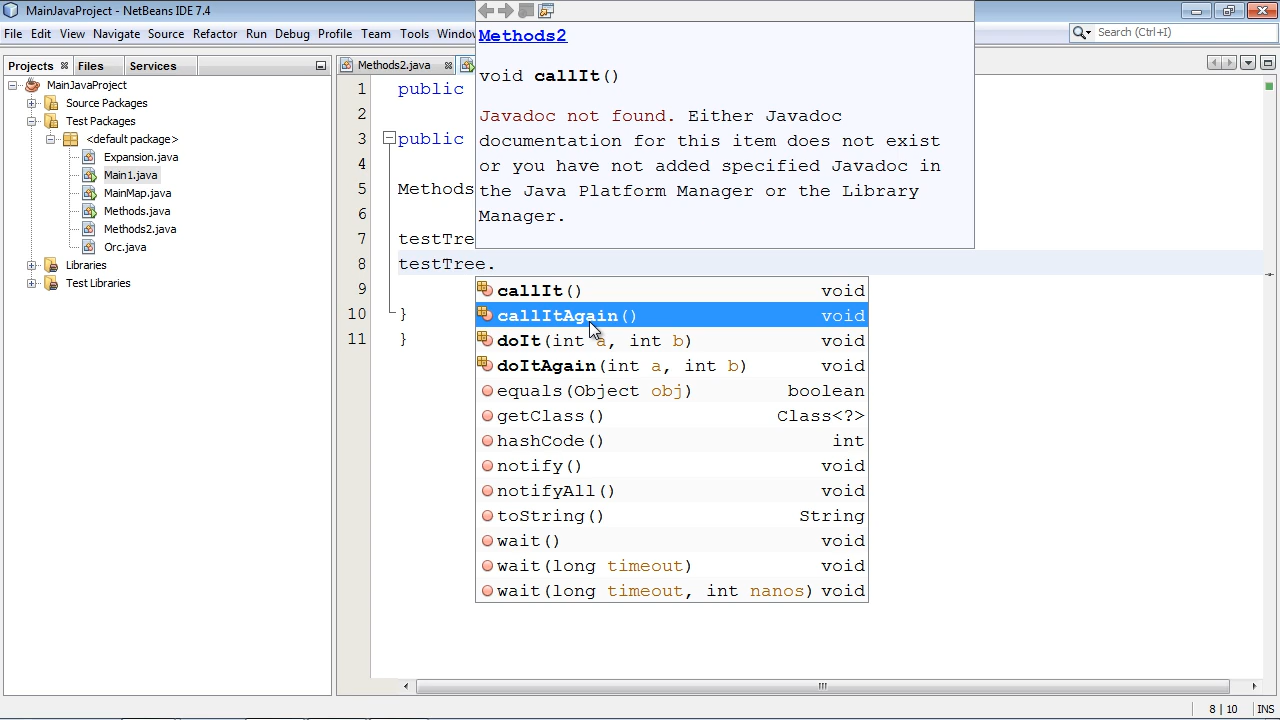 MainJavaProject - NetBeans IDE 7.4
File Edit View Navigate Source Refactor Run Debug Profile Team Tools Window
Search (Ctrl+I)
Projects Files Services
MainJavaProject
Source Packages
Test Packages
<default package>
Expansion.java
Main1.java
MainMap.java
Methods.java
Methods2.java
Orc.java
Libraries
Test Libraries
Methods2.java
1 public
2
3 public
4
5 Methods
6
7 testTre
8 testTree.
9
10 }
11 }
Methods2
void callIt()
Javadoc not found. Either Javadoc
documentation for this item does not exist
or you have not added specified Javadoc in
the Java Platform Manager or the Library
Manager.
callIt() void
callItAgain() void
doIt(int a, int b) void
doItAgain(int a, int b) void
equals(Object obj) boolean
getClass() Class<?>
hashCode() int
notify() void
notifyAll() void
toString() String
wait() void
wait(long timeout) void
wait(long timeout, int nanos) void
8 | 10 INS